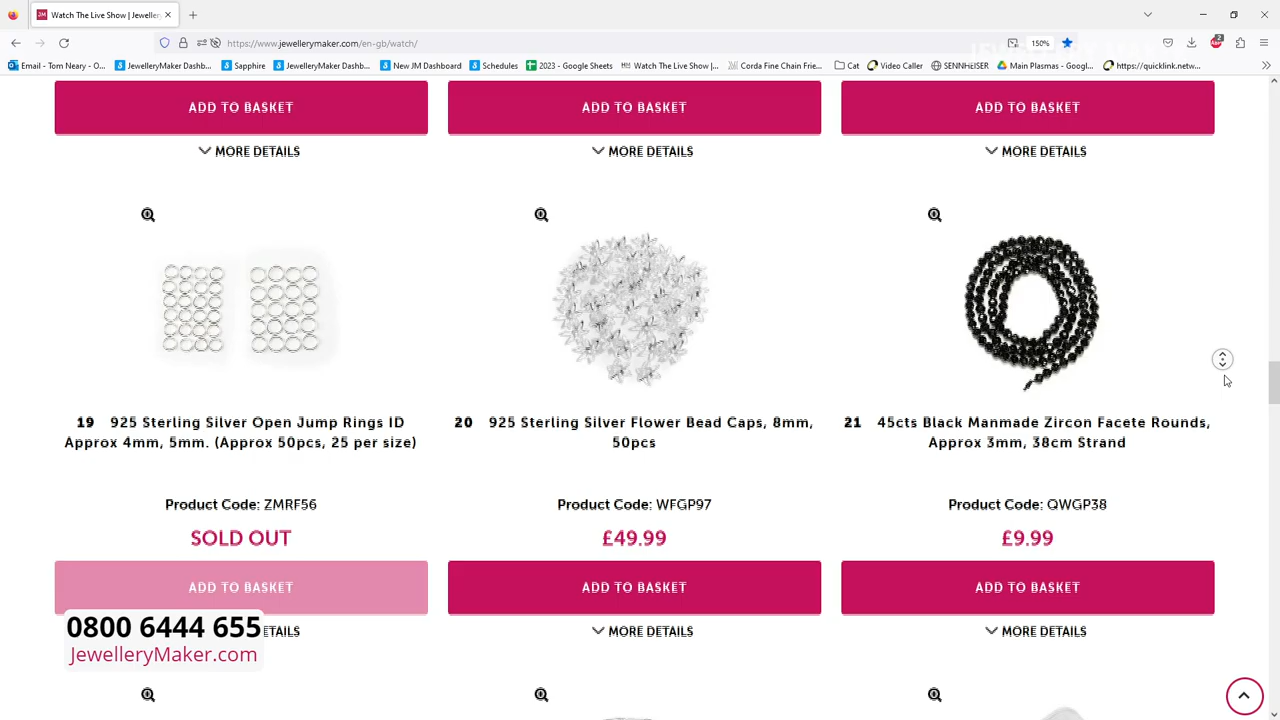 Watch The Live Show | Jeweller
https://www.jewellerymaker.com/en-gb/watch/
150%
2
Email - Tom Neary - O...
JewelleryMaker Dashb...
Sapphire
JewelleryMaker Dashb...
New JM Dashboard
Schedules
2023 - Google Sheets
Watch The Live Show |...
Corda Fine Chain Frie...
Cat
Video Caller
SENNHEISER
Main Plasmas - Googl...
https://quicklink.netw...
ADD TO BASKET
ADD TO BASKET
ADD TO BASKET
MORE DETAILS
MORE DETAILS
MORE DETAILS
19 925 Sterling Silver Open Jump Rings ID
Approx 4mm, 5mm. (Approx 50pcs, 25 per size)
20 925 Sterling Silver Flower Bead Caps, 8mm,
50pcs
21 45cts Black Manmade Zircon Facete Rounds,
Approx 3mm, 38cm Strand
Product Code: ZMRF56
Product Code: WFGP97
Product Code: QWGP38
SOLD OUT
£49.99
£9.99
ADD TO BASKET
ADD TO BASKET
ADD TO BASKET
ETAILS
MORE DETAILS
MORE DETAILS
0800 6444 655
JewelleryMaker.com